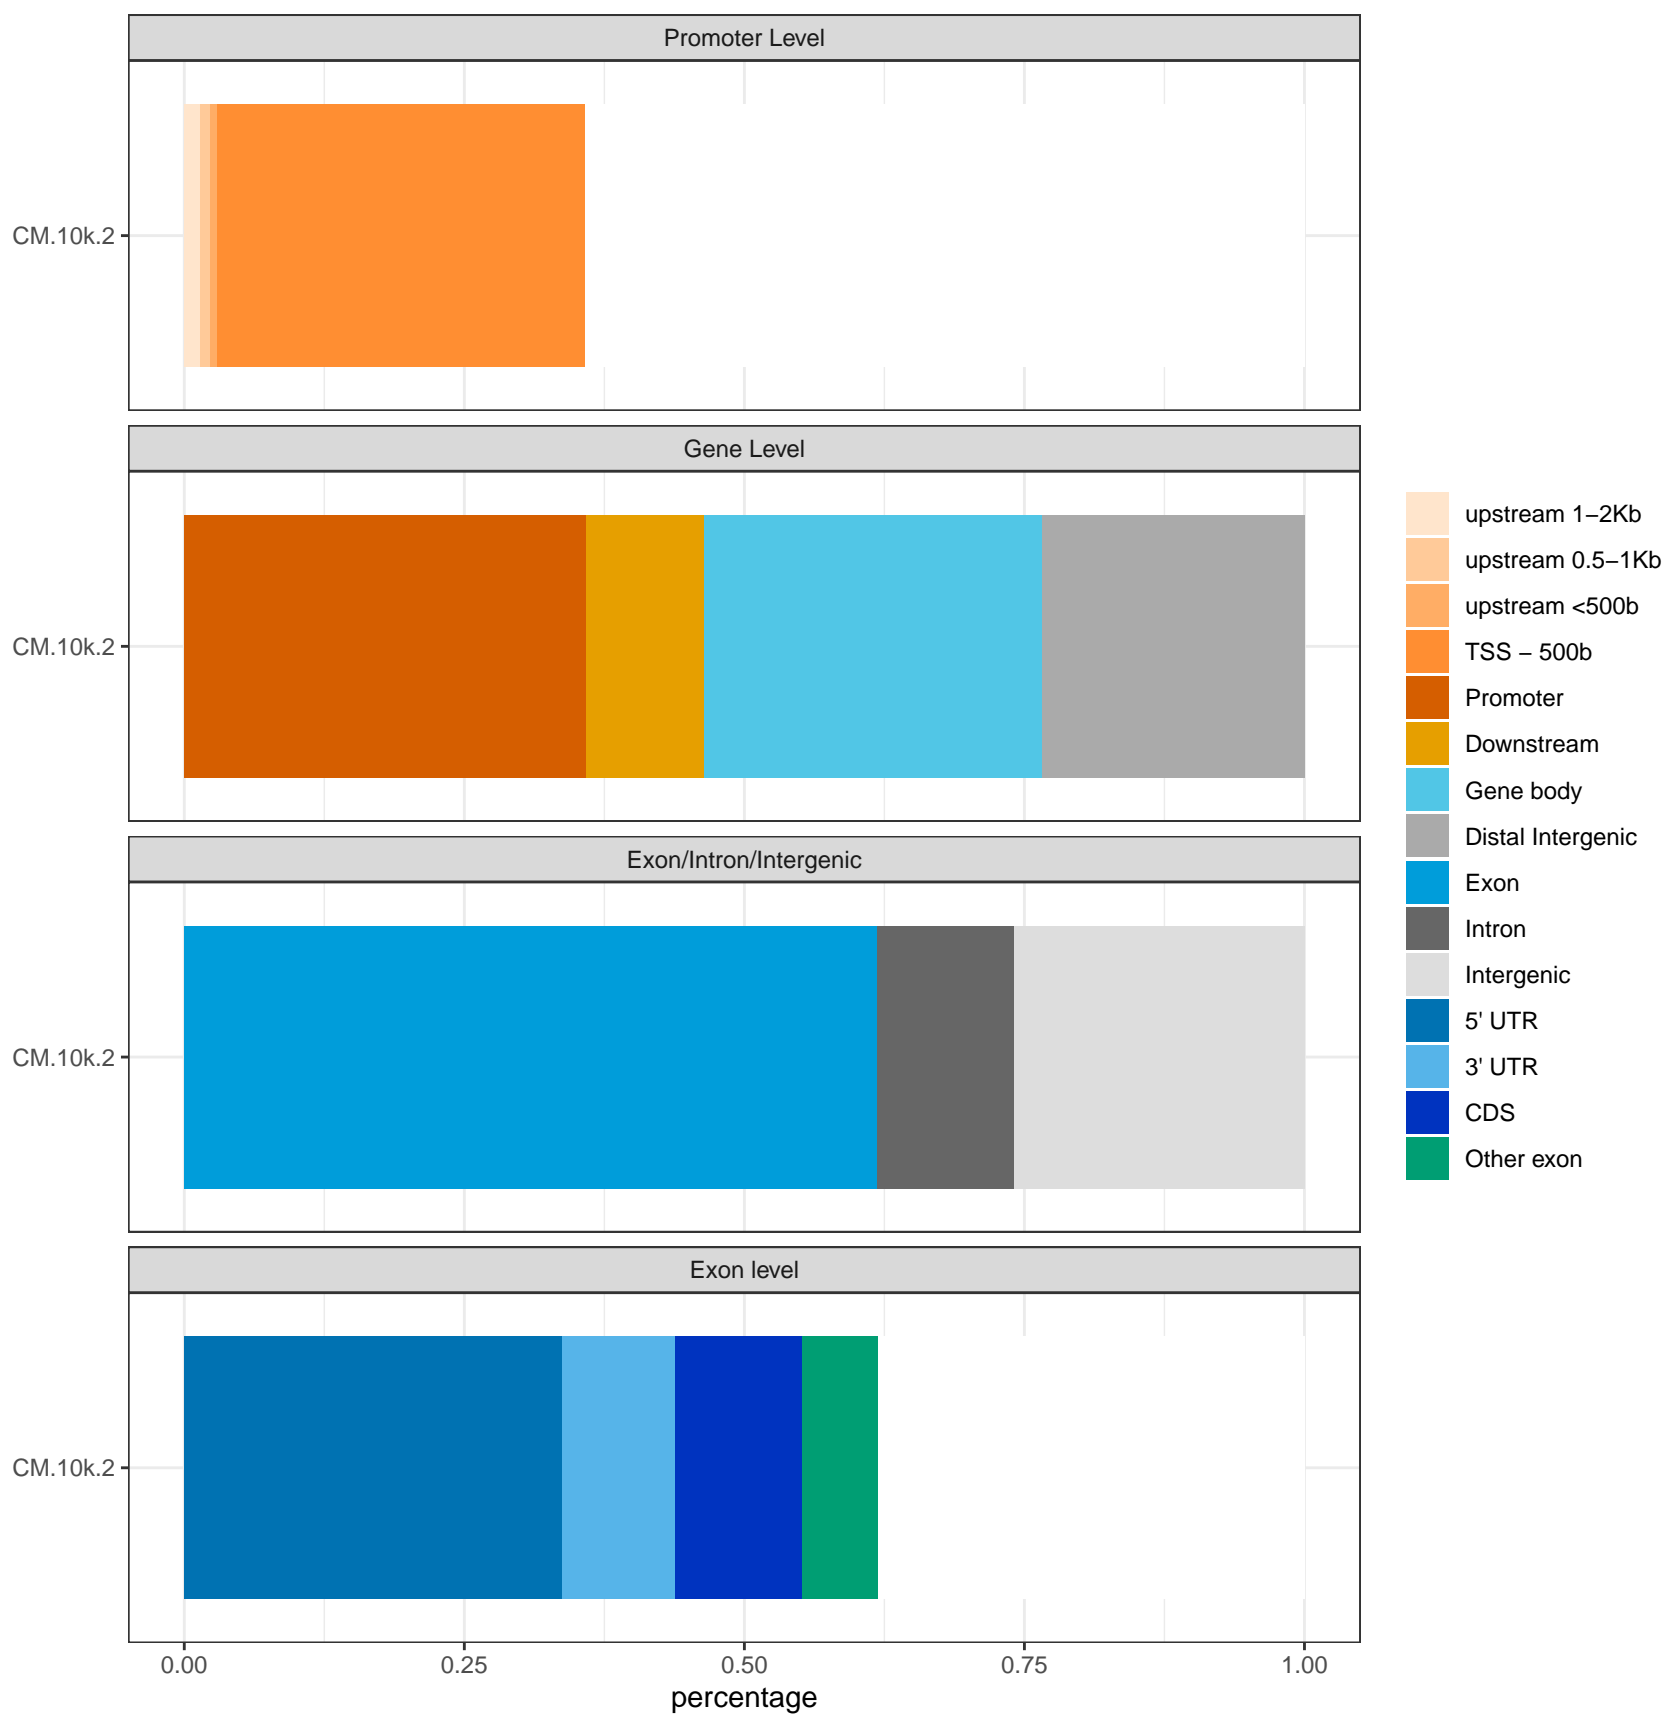 Promoter Level
CM.10k.2
Gene Level
CM.10k.2
Exon/Intron/Intergenic
CM.10k.2
Exon level
CM.10k.2
0.00 0.25 0.50 0.75 1.00
percentage
upstream 1−2Kb
upstream 0.5−1Kb
upstream <500b
TSS − 500b
Promoter
Downstream
Gene body
Distal Intergenic
Exon
Intron
Intergenic
5' UTR
3' UTR
CDS
Other exon